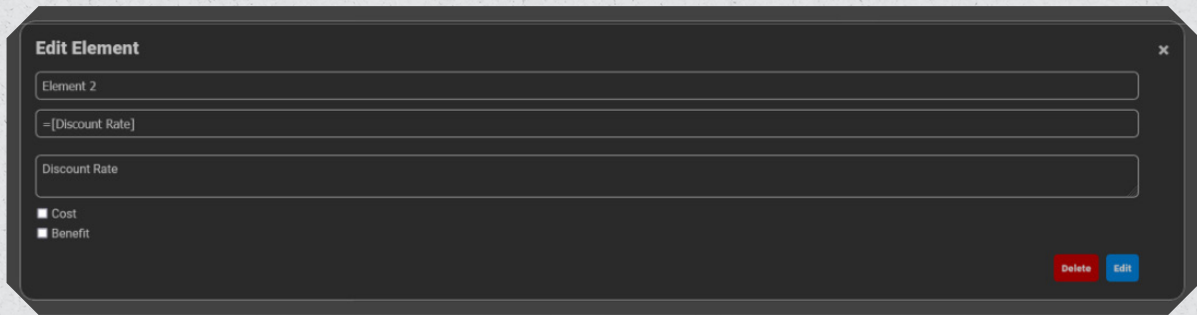 Edit Element
×
Element 2
=[Discount Rate]
Discount Rate
Cost
Benefit
Delete Edit